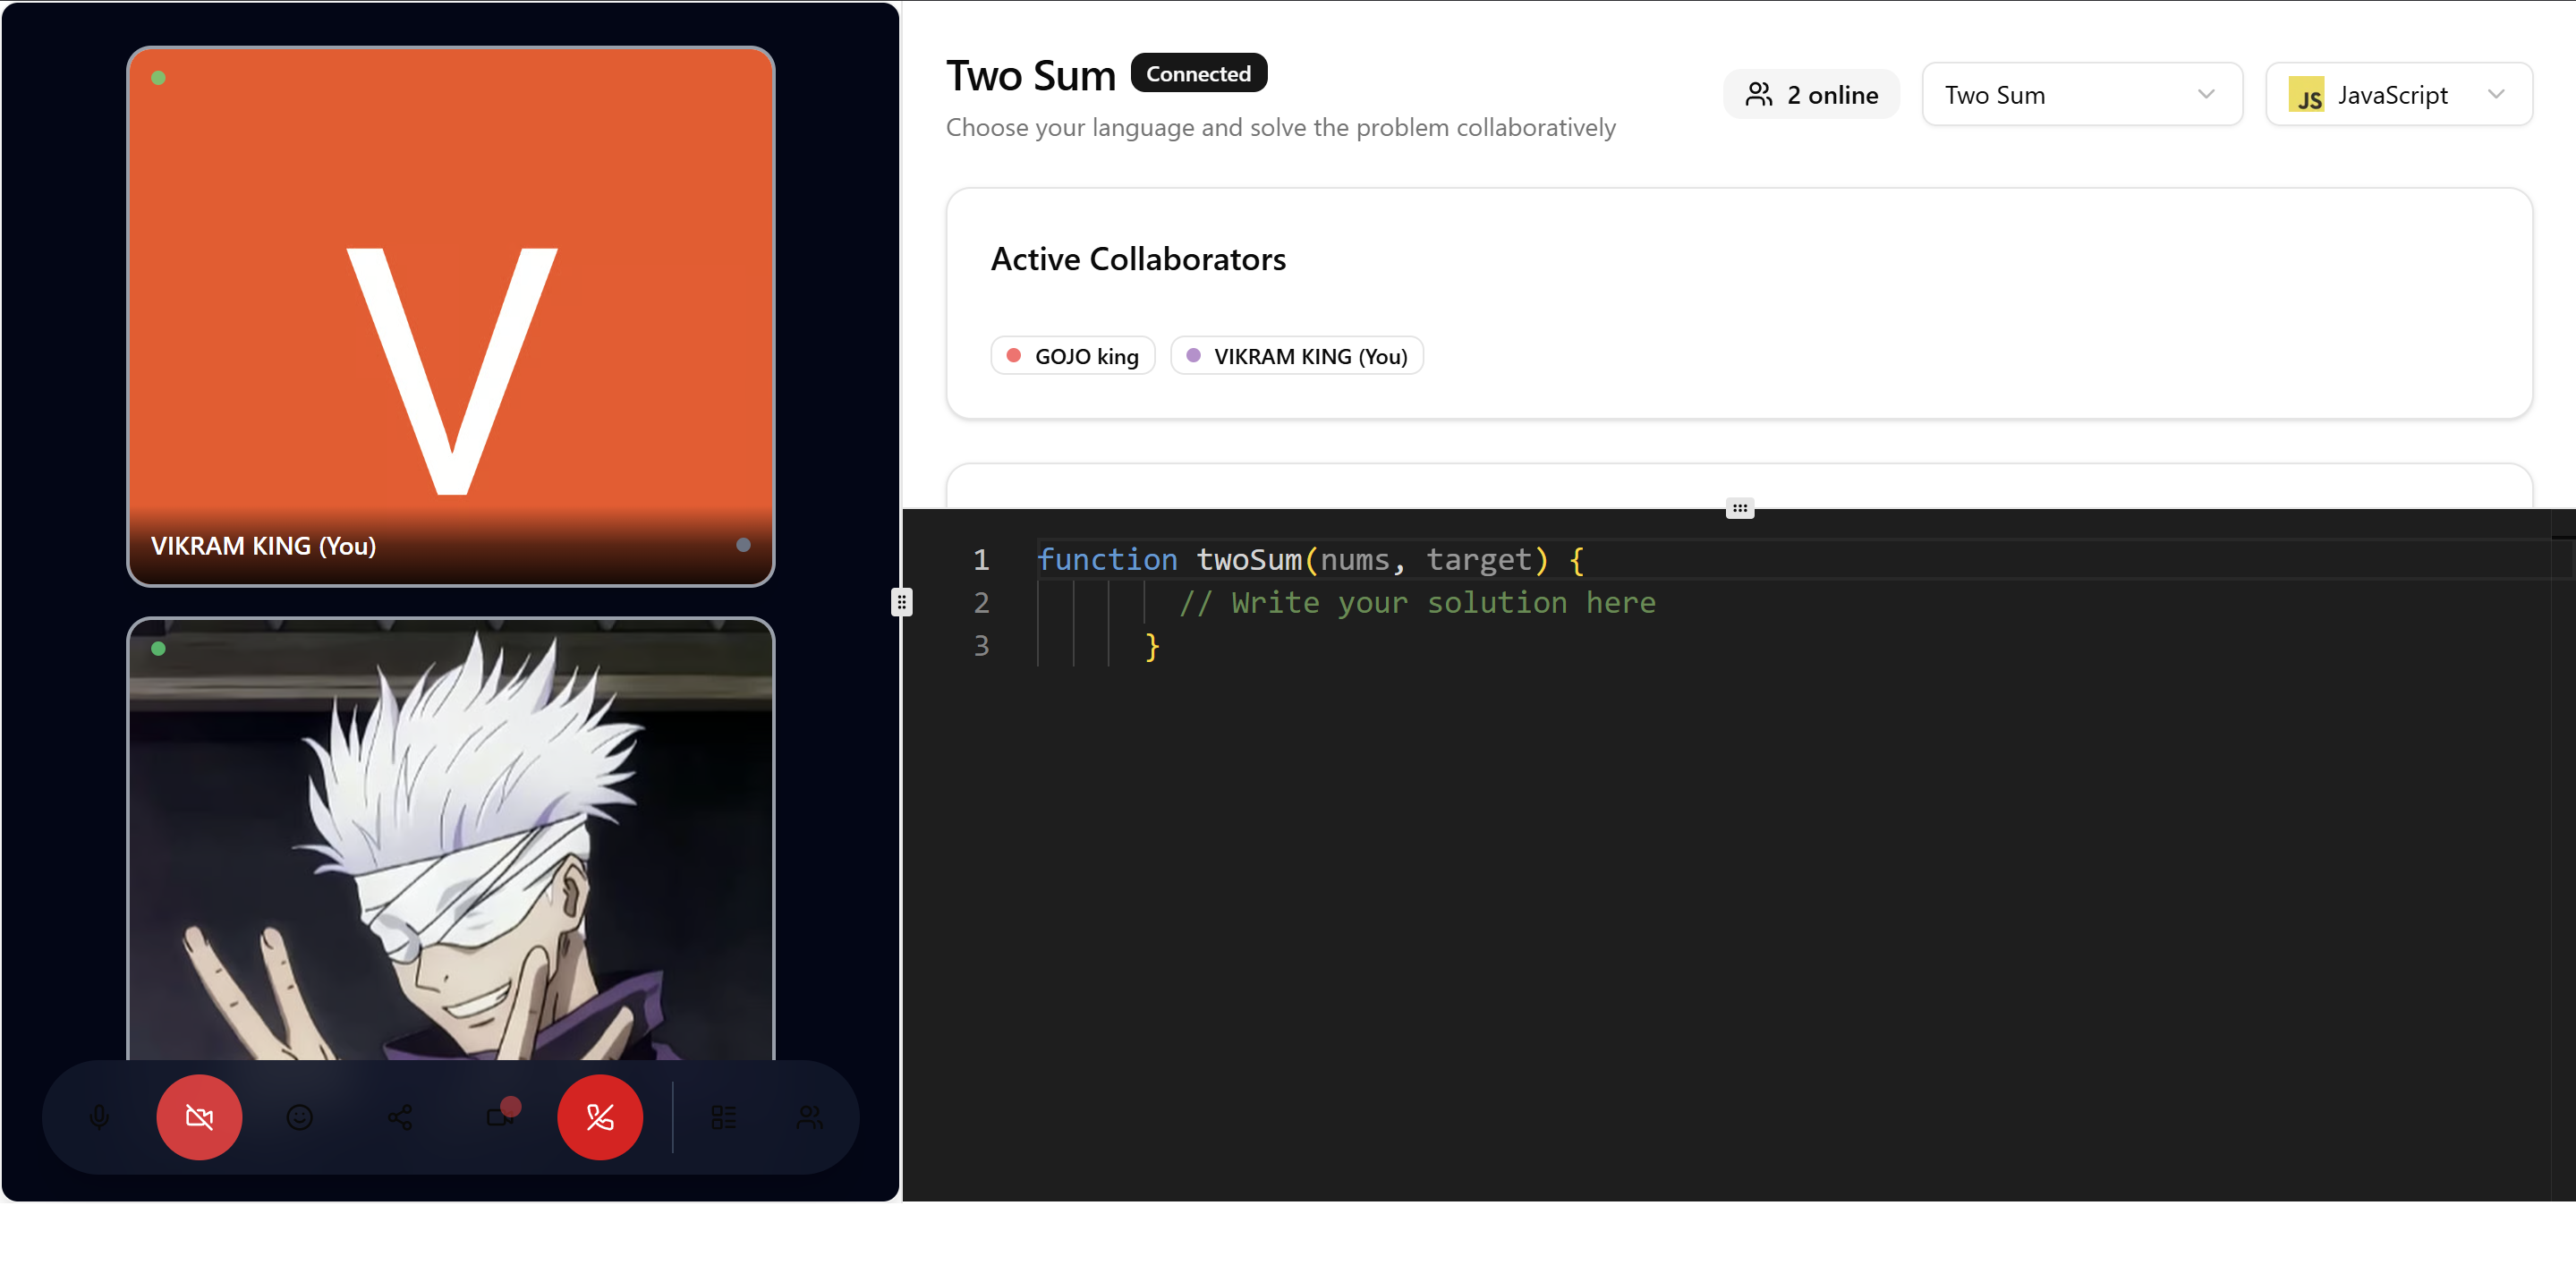 V
VIKRAM KING (You)
Two Sum
Connected
Choose your language and solve the problem collaboratively
2 online
Two Sum
JS
JavaScript
Active Collaborators
GOJO king
VIKRAM KING (You)
1 function twoSum(nums, target) {
2 // Write your solution here
3 }